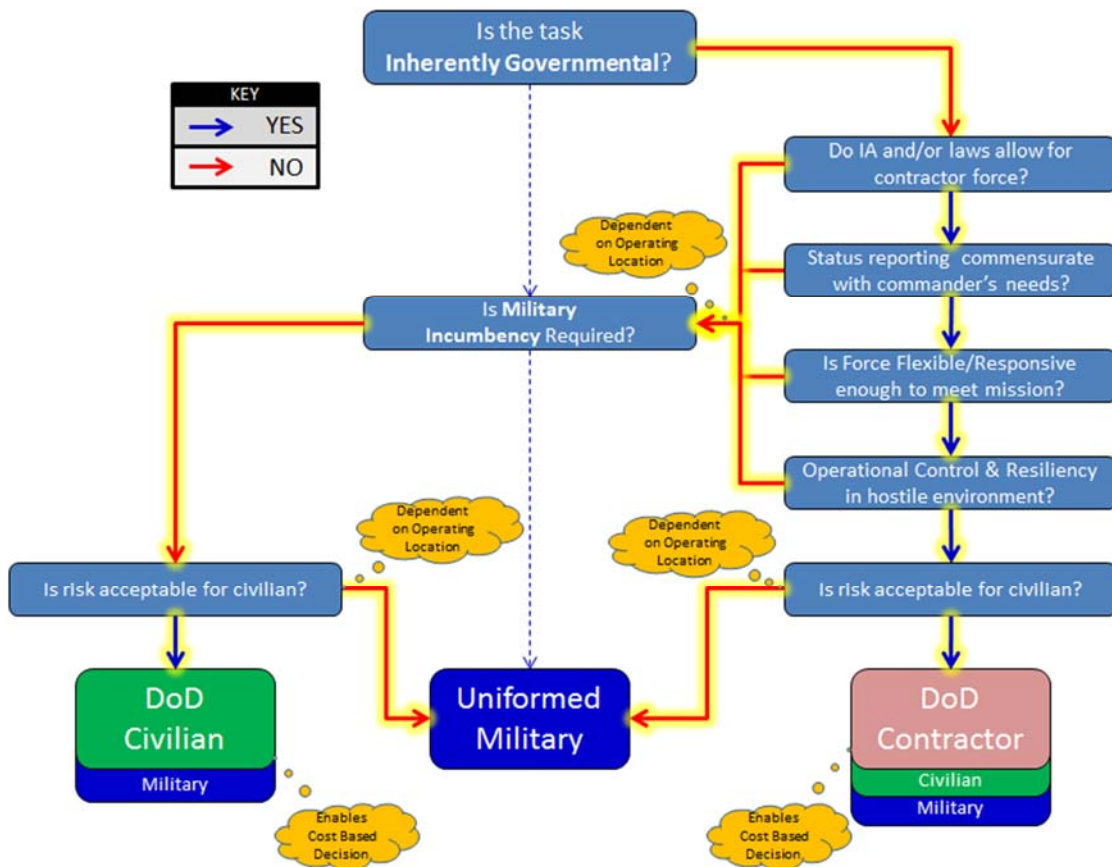 Is the task
Inherently Governmental?
KEY
YES
NO
Do IA and/or laws allow for
contractor force?
Dependent
on Operating
Location
Status reporting commensurate
with commander's needs?
Is Military
Incumbency Required?
Is Force Flexible/Responsive
enough to meet mission?
Operational Control & Resiliency
in hostile environment?
Dependent
on Operating
Location
Dependent
on Operating
Location
Is risk acceptable for civilian?
Is risk acceptable for civilian?
DoD
Civilian
Military
Uniformed
Military
DoD
Contractor
Civilian
Military
Enables
Cost Based
Decision
Enables
Cost Based
Decision